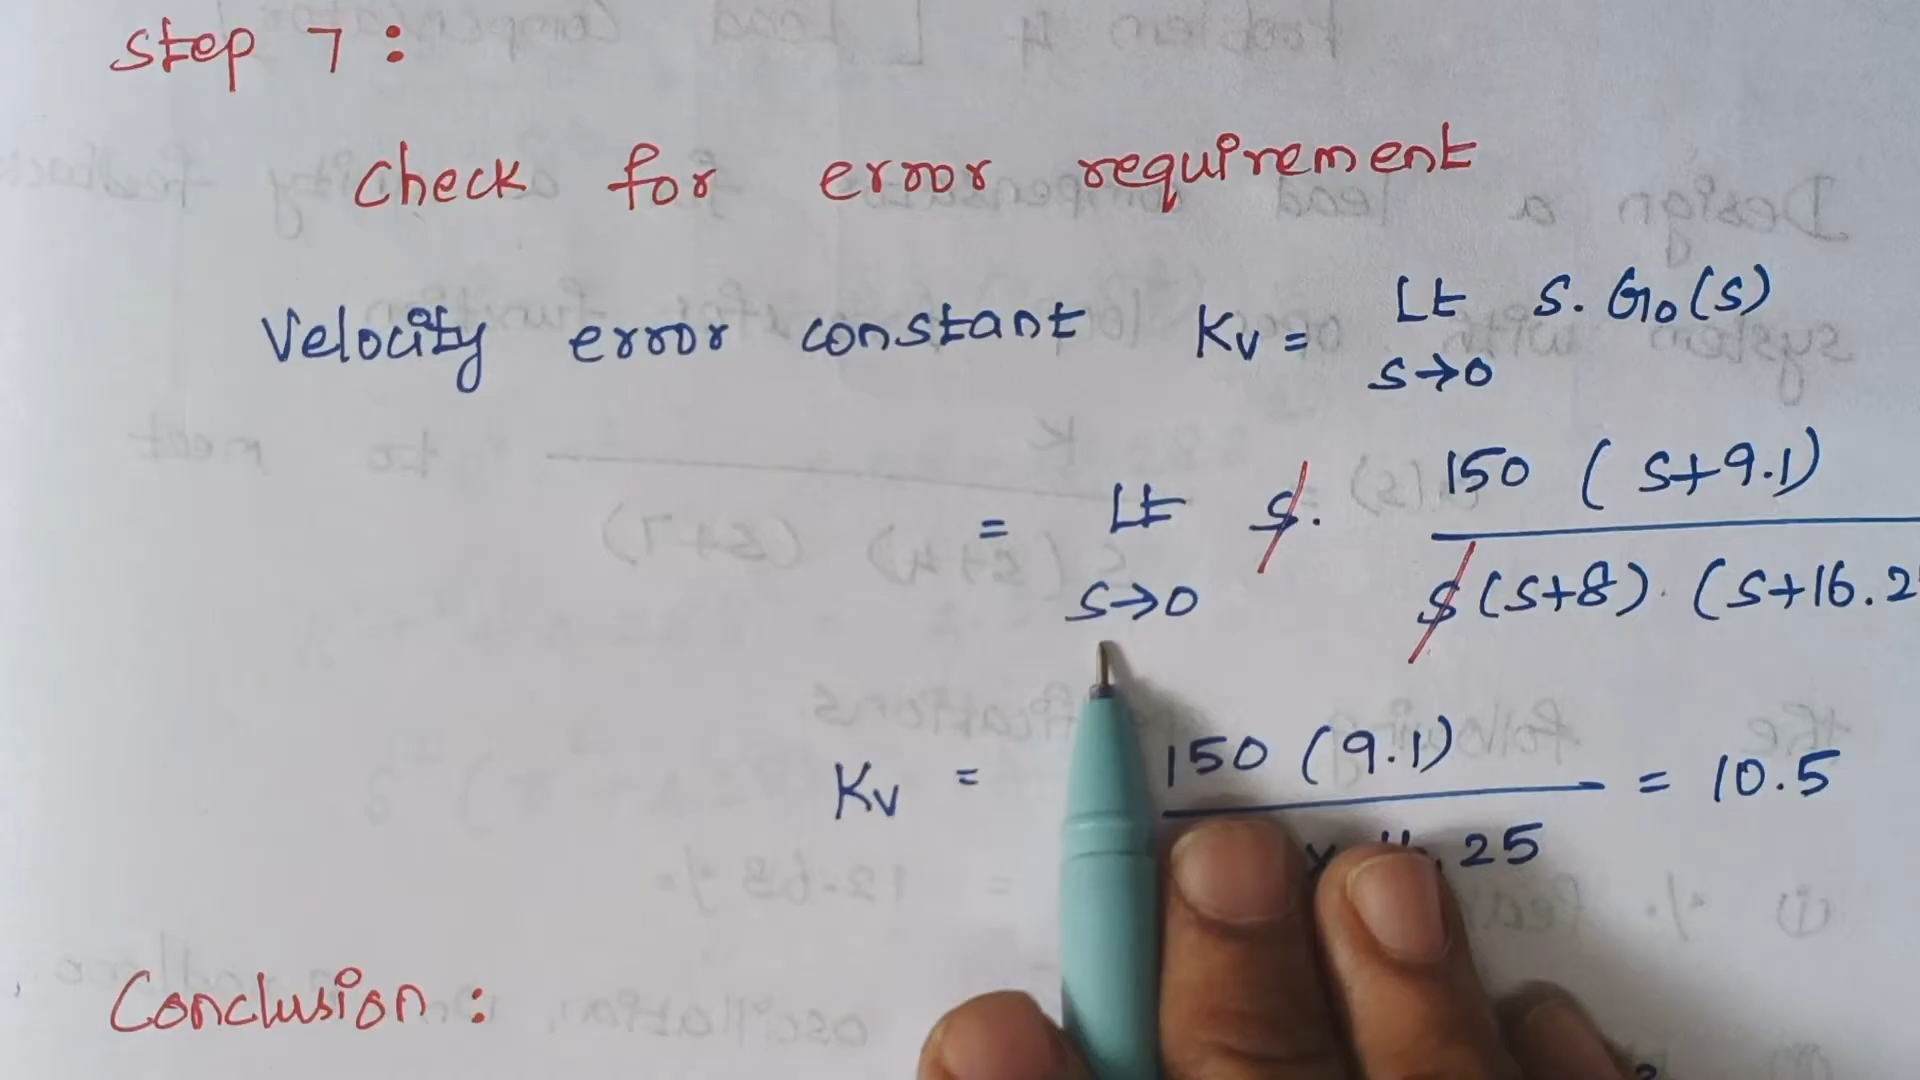 Step 7:
Check for error requirement
Velocity error constant Kv = Lt s→0 S. G0(s)
= Lt s→0 s. 150 (s+9.1) / s(s+8). (s+16.2
Kv = 150 (9.1) / .25 = 10.5
Conclusion: